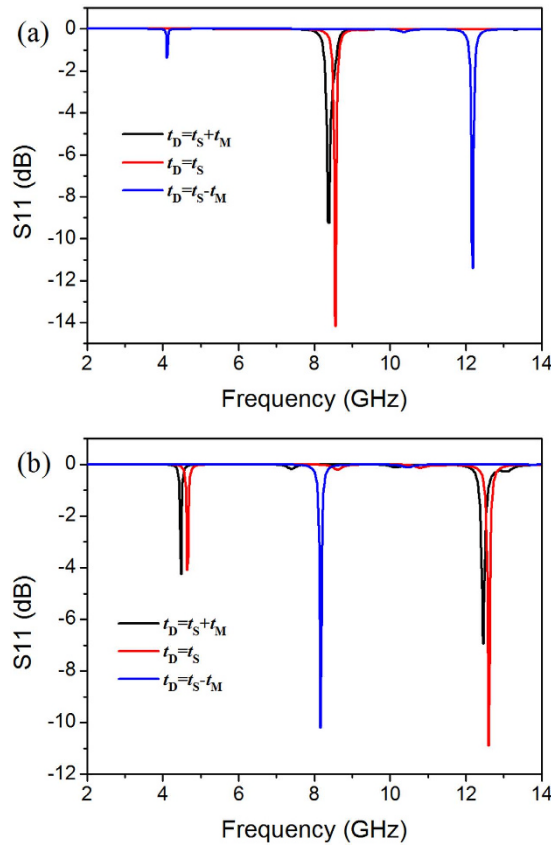 (a)
0
-2
-4
-6
-8
-10
-12
-14
S11 (dB)
tD=tS+tM
tD=tS
tD=tS-tM
2 4 6 8 10 12 14
Frequency (GHz)
(b)
0
-2
-4
-6
-8
-10
-12
S11 (dB)
tD=tS+tM
tD=tS
tD=tS-tM
2 4 6 8 10 12 14
Frequency (GHz)